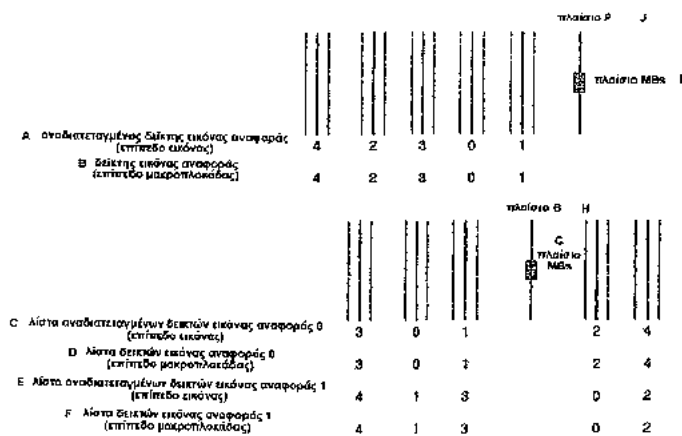 πλαίσιο P J
πλαίσιο MBs I
A αναδιατεταγμένος δείκτης εικόνας αναφοράς
(επίπεδο εικόνας)
4 2 3 0 1
B δείκτης εικόνας αναφοράς
(επίπεδο μακροπλοκάδας)
4 2 3 0 1
πλαίσιο B H
G
πλαίσιο
MBs
C λίστα αναδιατεταγμένων δεικτών εικόνας αναφοράς 0
(επίπεδο εικόνας)
3 0 1 2 4
D λίστα δεικτών εικόνας αναφοράς 0
(επίπεδο μακροπλοκάδας)
3 0 1 2 4
E λίστα αναδιατεταγμένων δεικτών εικόνας αναφοράς 1
(επίπεδο εικόνας)
4 1 3 0 2
F λίστα δεικτών εικόνας αναφοράς 1
(επίπεδο μακροπλοκάδας)
4 1 3 0 2